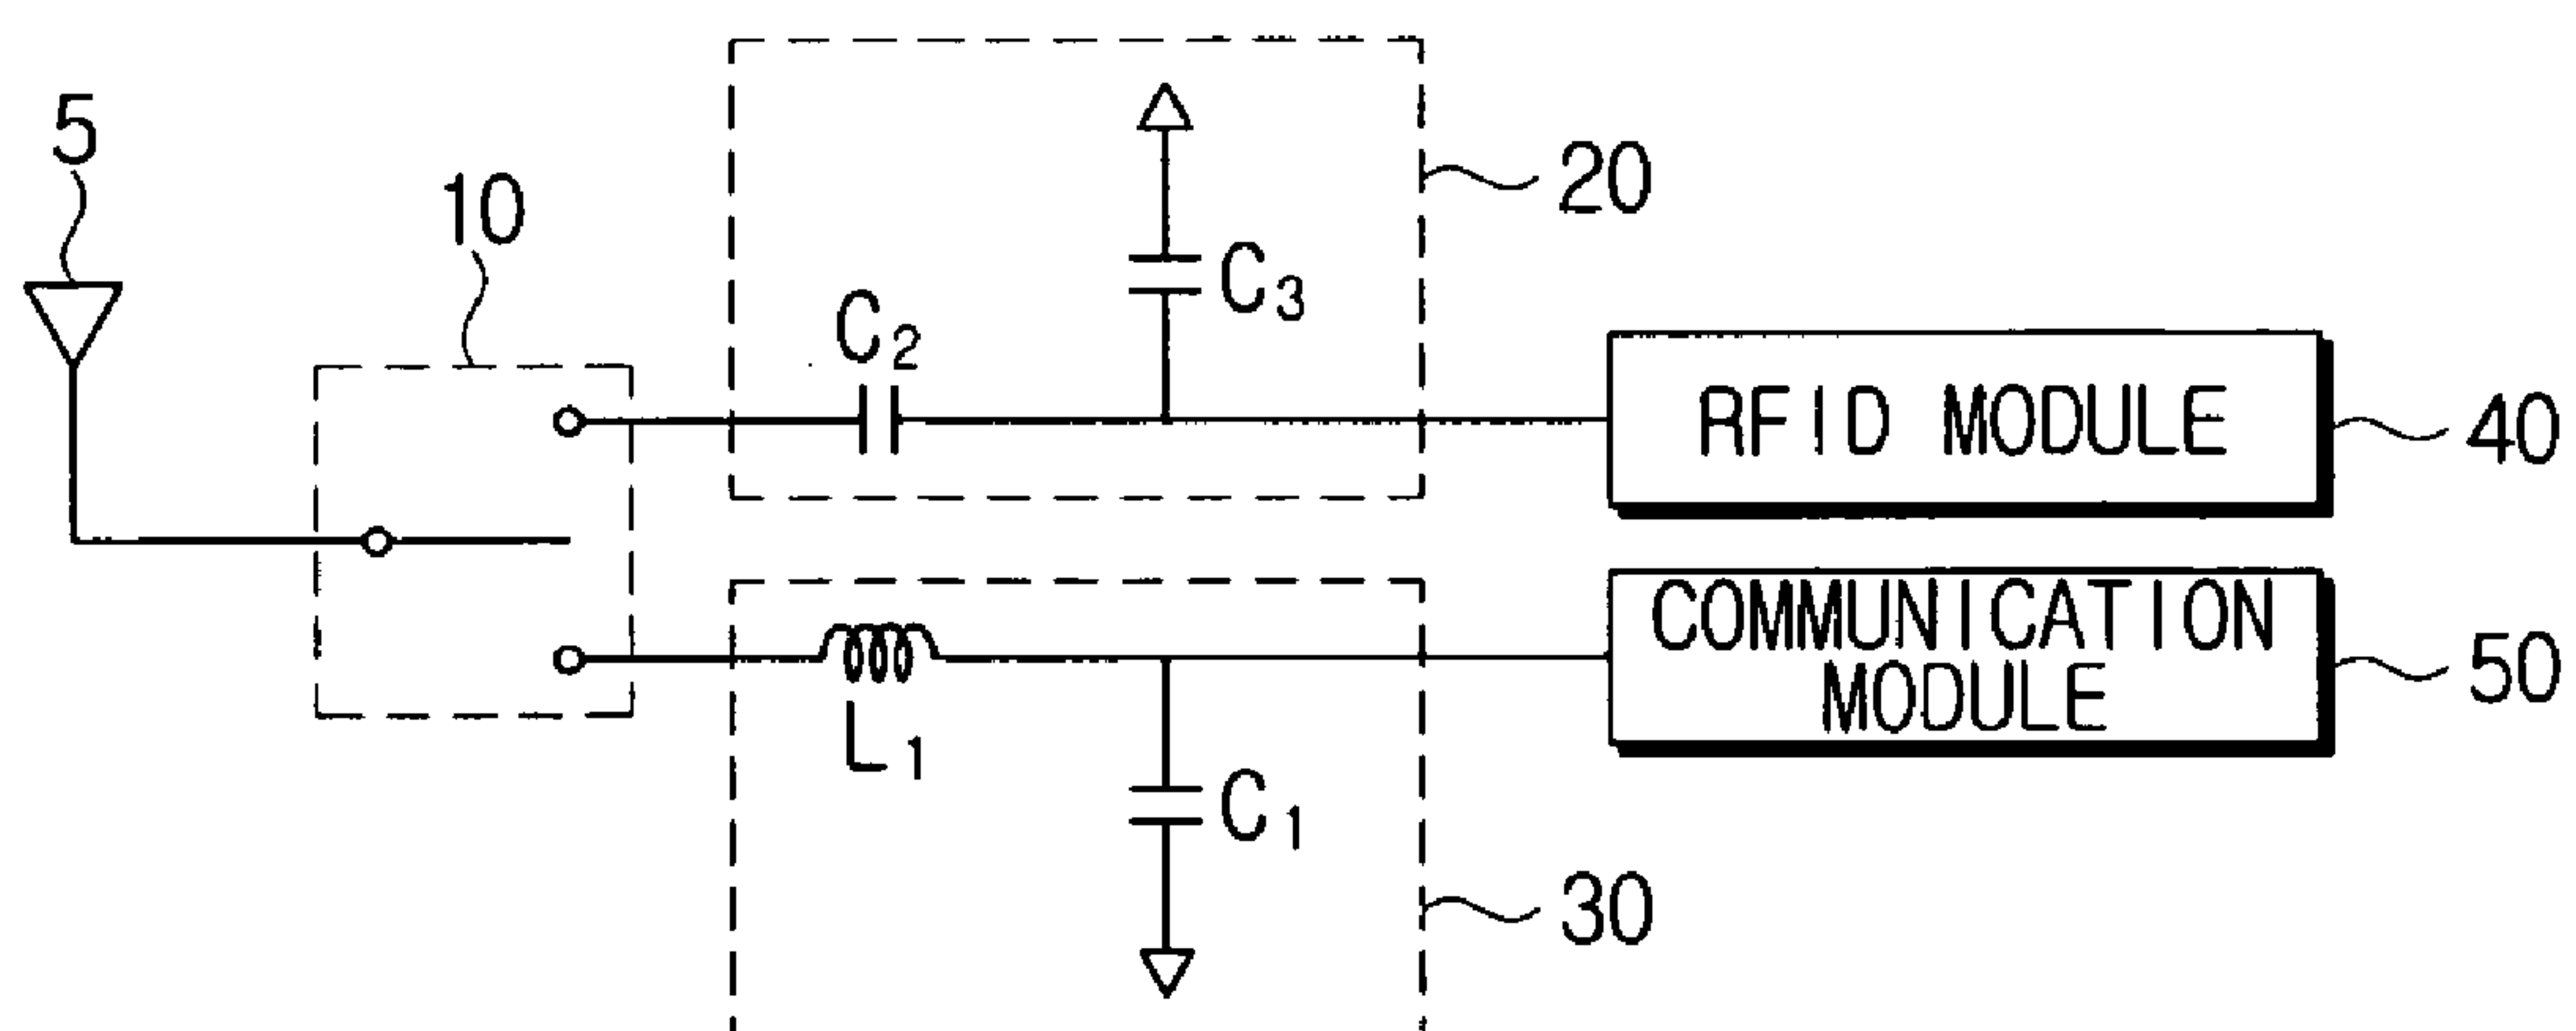 5
10
20
C3
C2
RFID MODULE
40
COMMUNICATION
MODULE
50
L1
C1
30